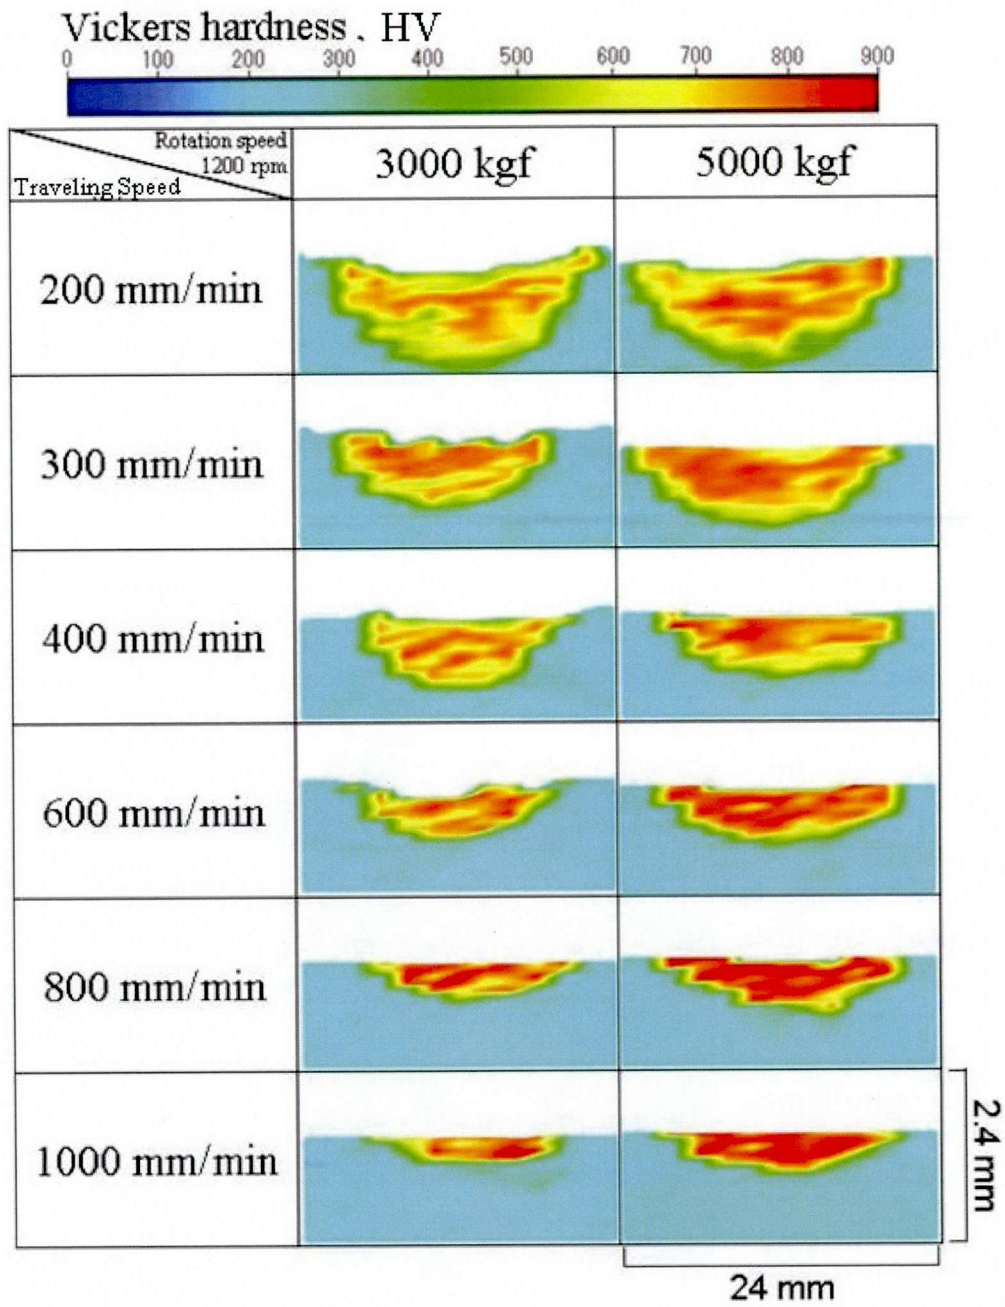 Vickers hardness . HV
0 100 200 300 400 500 600 700 800 900
Rotation speed
1200 rpm
Traveling Speed
3000 kgf
5000 kgf
200 mm/min
300 mm/min
400 mm/min
600 mm/min
800 mm/min
1000 mm/min
2.4 mm
24 mm